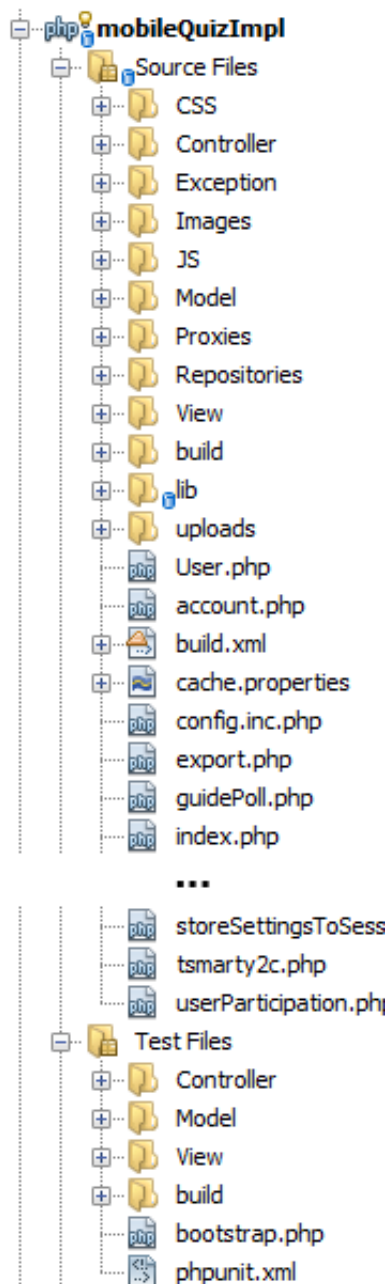 mobileQuizImpl
Source Files
CSS
Controller
Exception
Images
JS
Model
Proxies
Repositories
View
build
lib
uploads
User.php
account.php
build.xml
cache.properties
config.inc.php
export.php
guidePoll.php
index.php
...
storeSettingsToSess
tsmarty2c.php
userParticipation.php
Test Files
Controller
Model
View
build
bootstrap.php
phpunit.xml